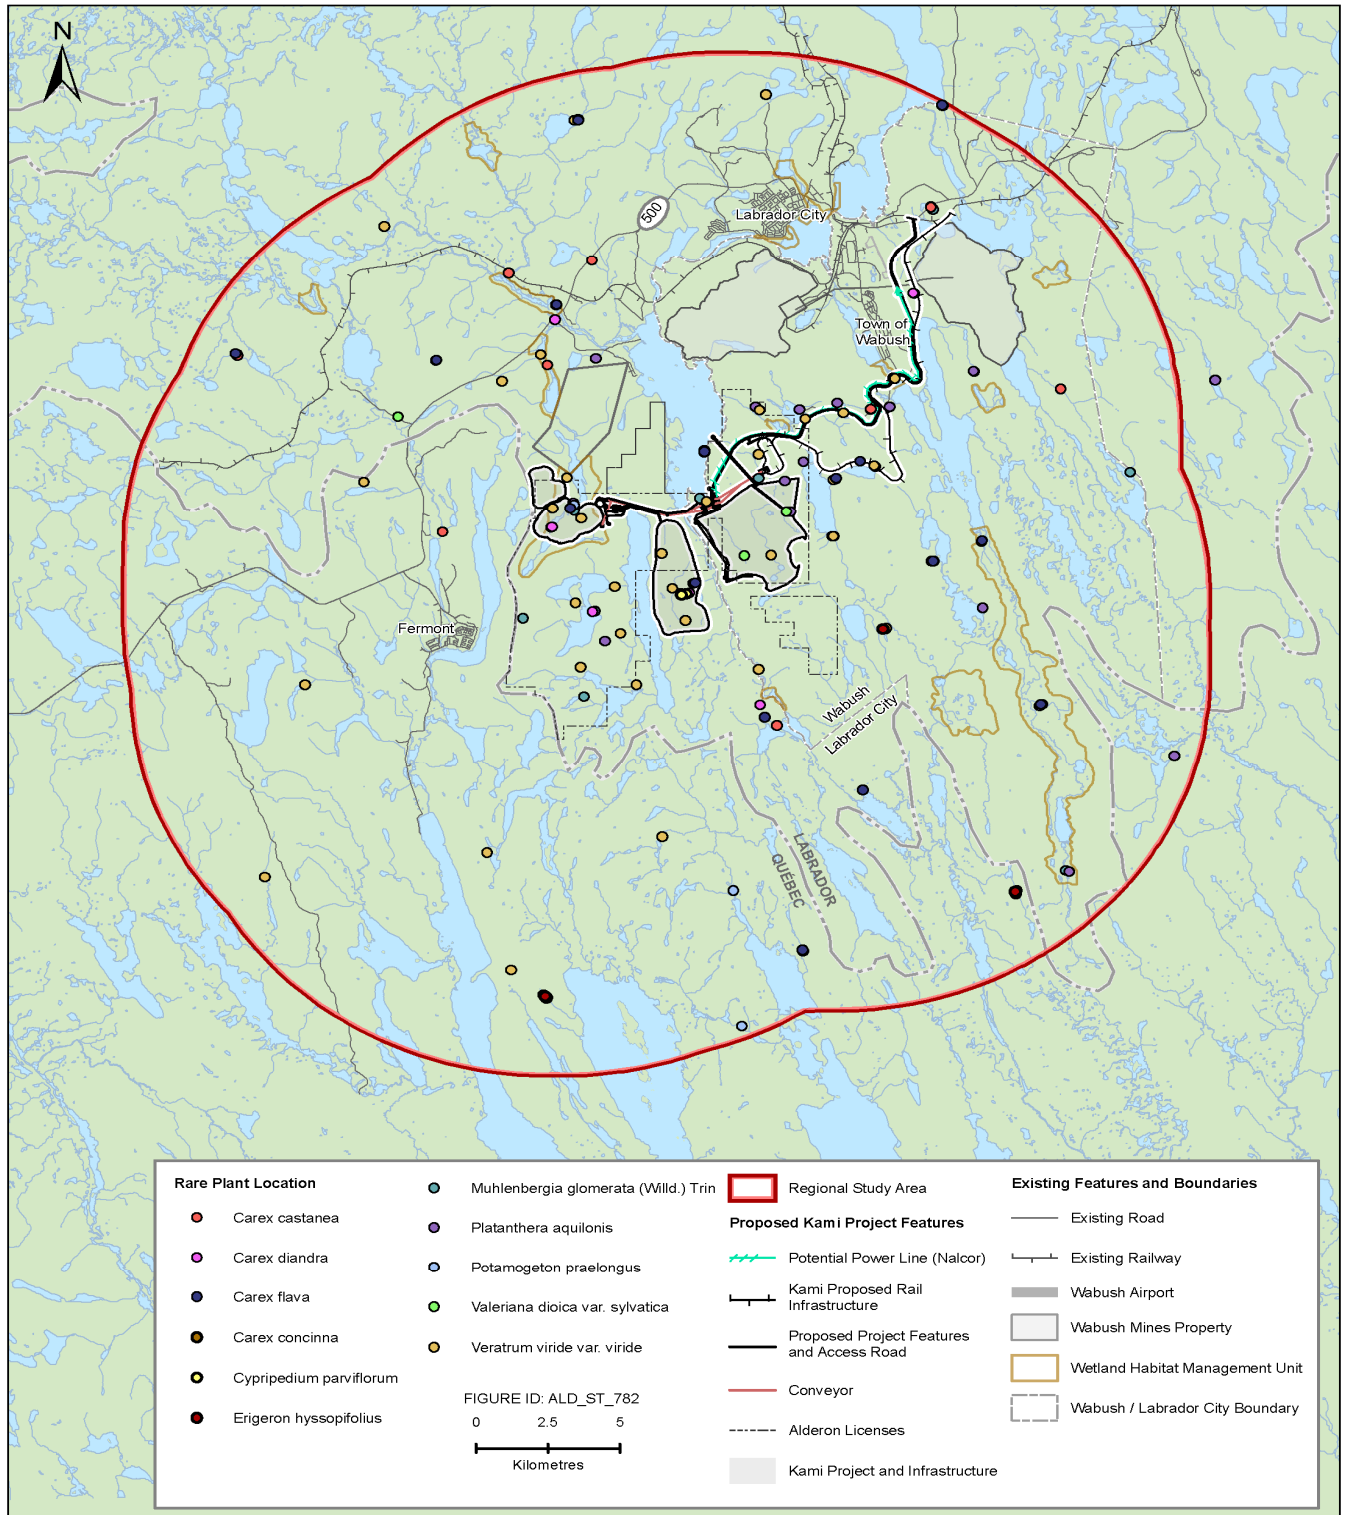 N
500
Labrador City
Town of
Wabush
Fermont
Wabush
Labrador City
LABRADOR
QUÉBEC
Rare Plant Location
Carex castanea
Carex diandra
Carex flava
Carex concinna
Cypripedium parviflorum
Erigeron hyssopifolius
Muhlenbergia glomerata (Willd.) Trin
Platanthera aquilonis
Potamogeton praelongus
Valeriana dioica var. sylvatica
Veratrum viride var. viride
FIGURE ID: ALD_ST_782
0 2.5 5
Kilometres
Regional Study Area
Proposed Kami Project Features
Potential Power Line (Nalcor)
Kami Proposed Rail
Infrastructure
Proposed Project Features
and Access Road
Conveyor
Alderon Licenses
Kami Project and Infrastructure
Existing Features and Boundaries
Existing Road
Existing Railway
Wabush Airport
Wabush Mines Property
Wetland Habitat Management Unit
Wabush / Labrador City Boundary